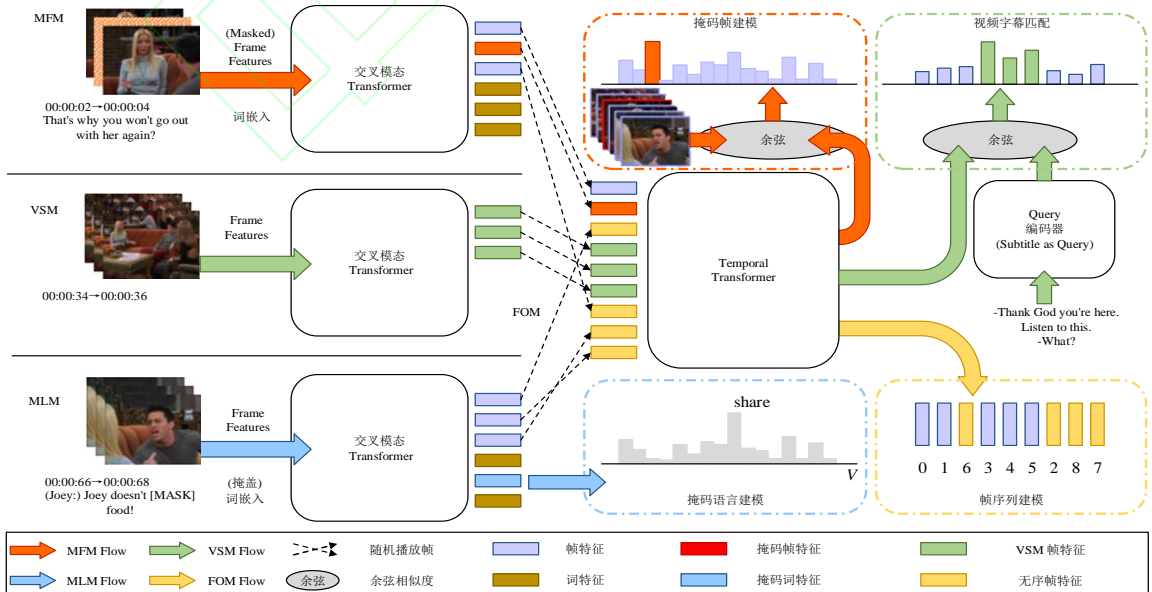 MFM
(Masked)
Frame
Features
词嵌入
00:00:02→00:00:04
That's why you won't go out
with her again?
交叉模态
Transformer
VSM
Frame
Features
00:00:34→00:00:36
交叉模态
Transformer
MLM
Frame
Features
(掩盖)
词嵌入
00:00:66→00:00:68
(Joey:) Joey doesn't [MASK]
food!
交叉模态
Transformer
FOM
掩码帧建模
余弦
Temporal
Transformer
视频字幕匹配
余弦
Query
编码器
(Subtitle as Query)
-Thank God you're here.
Listen to this.
-What?
share
V
掩码语言建模
0 1 6 3 4 5 2 8 7
帧序列建模
MFM Flow
VSM Flow
随机播放帧
帧特征
掩码帧特征
VSM 帧特征
MLM Flow
FOM Flow
余弦
余弦相似度
词特征
掩码词特征
无序帧特征